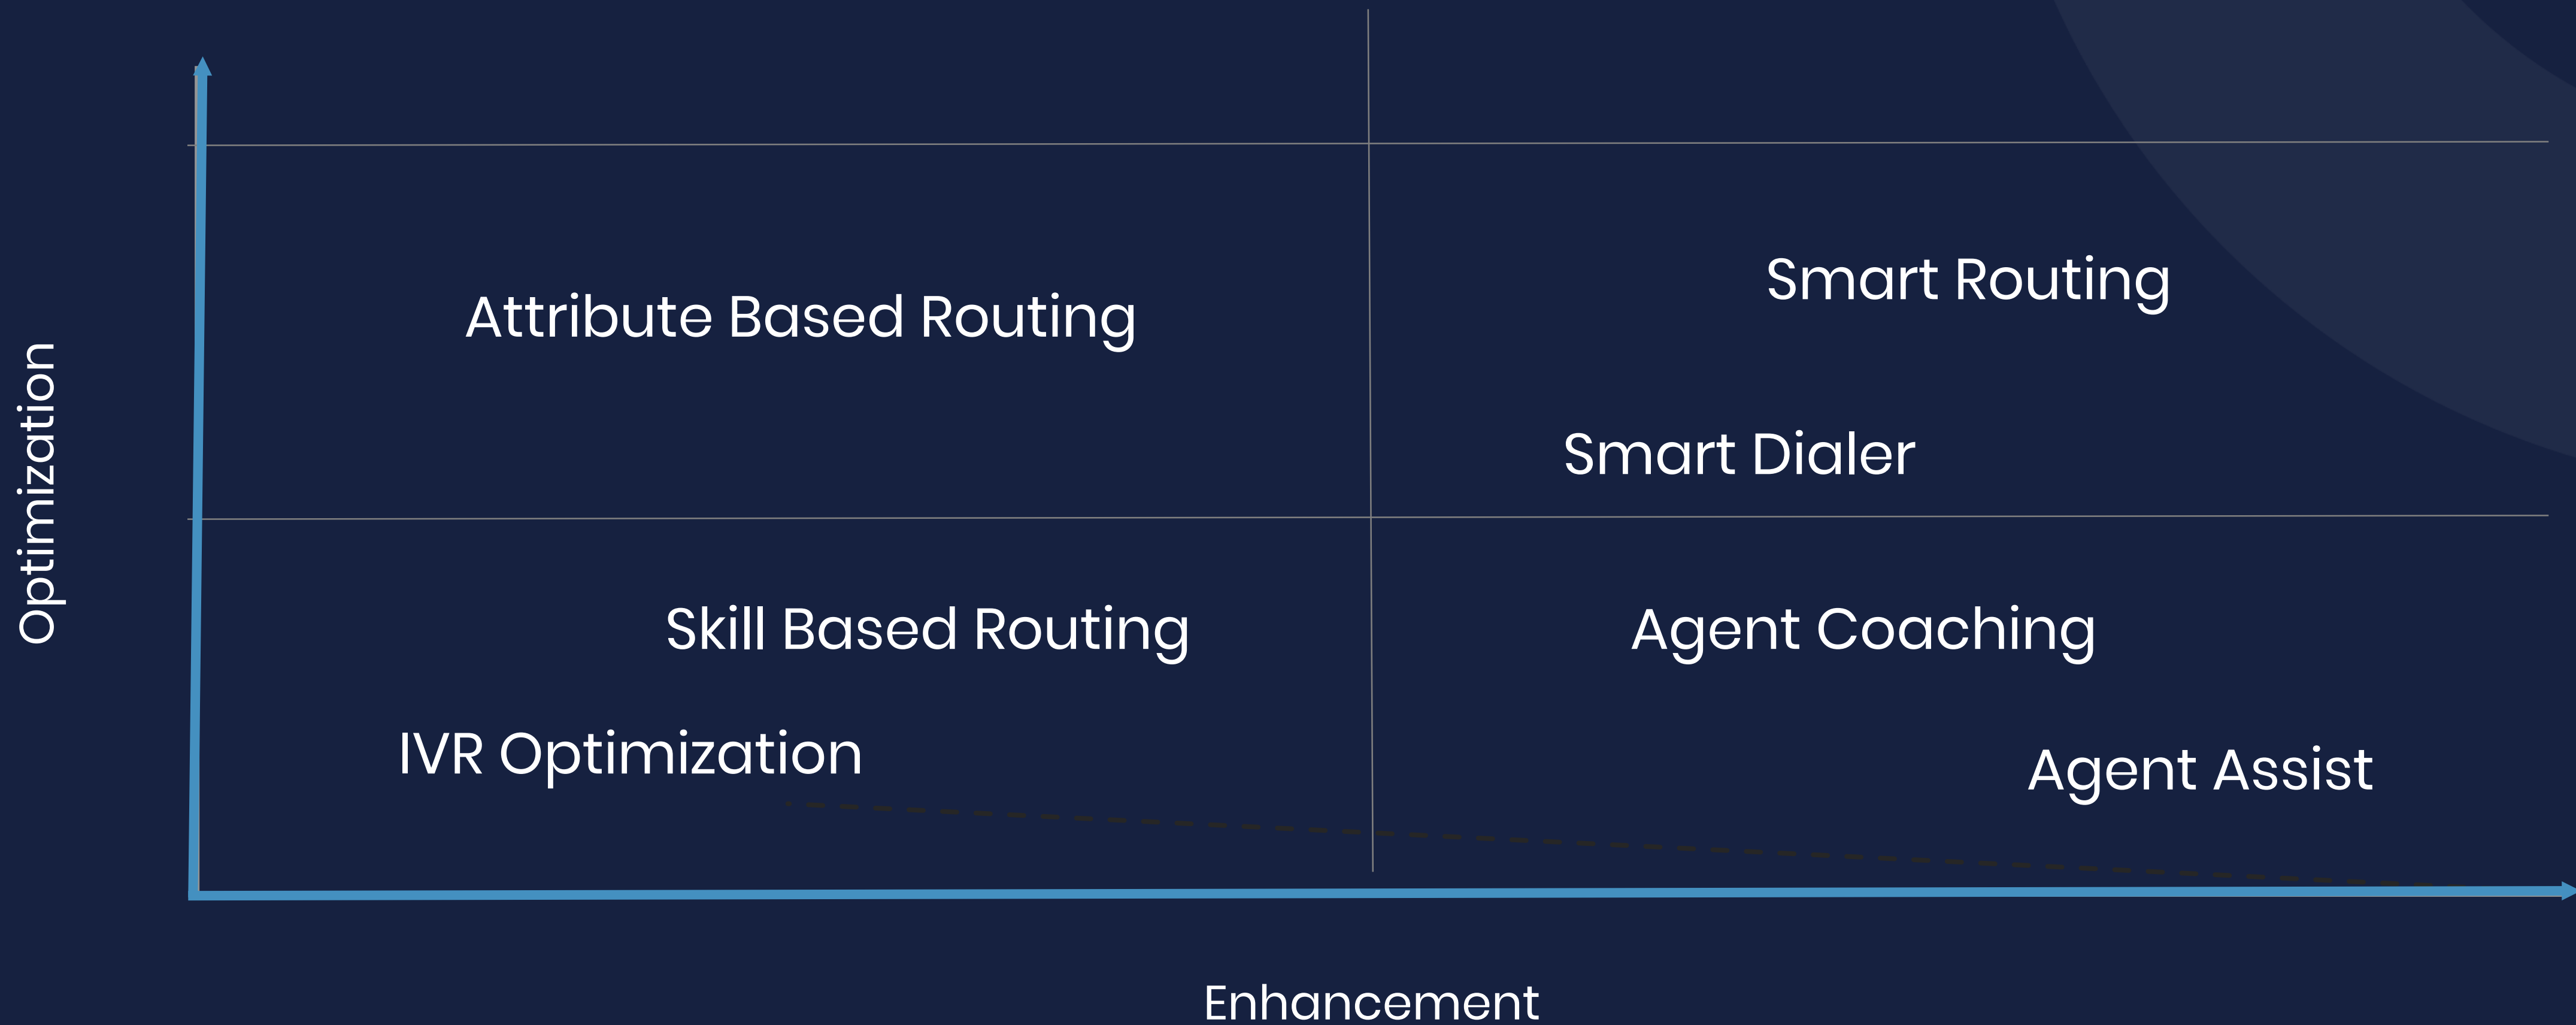 Optimization
Attribute Based Routing
Smart Routing
Smart Dialer
Skill Based Routing
Agent Coaching
IVR Optimization
Agent Assist
Enhancement